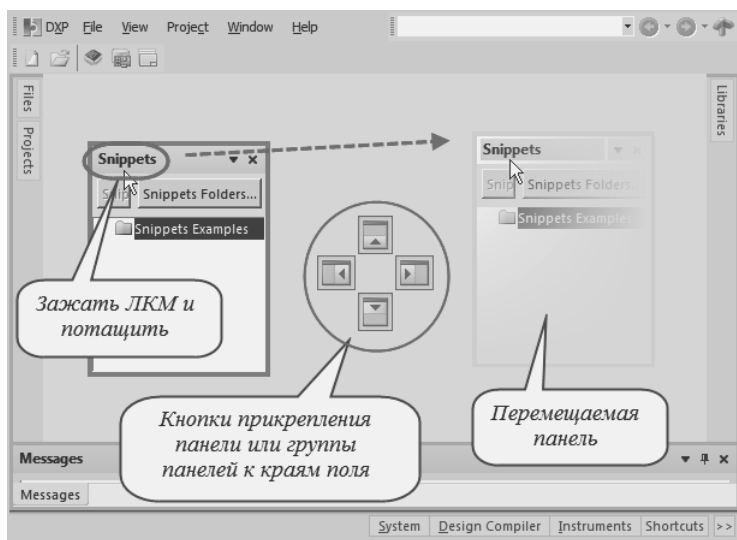 DXP File View Project Window Help
Files
Projects
Libraries
Snippets
Snip Snippets Folders...
Snippets Examples
Snippets
Snip Snippets Folders...
Snippets Examples
Зажать ЛКМ и
потащить
Кнопки прикрепления
панели или группы
панелей к краям поля
Перемещаемая
панель
Messages
Messages
System Design Compiler Instruments Shortcuts >>